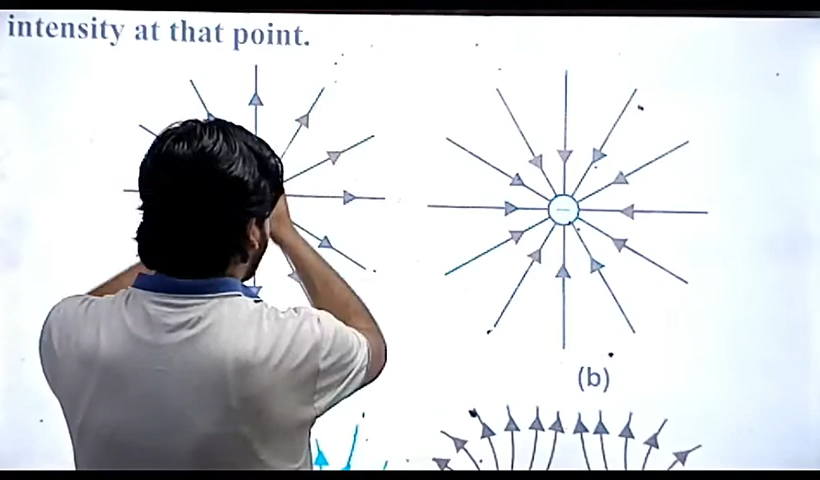 intensity at that point.
−
(b)